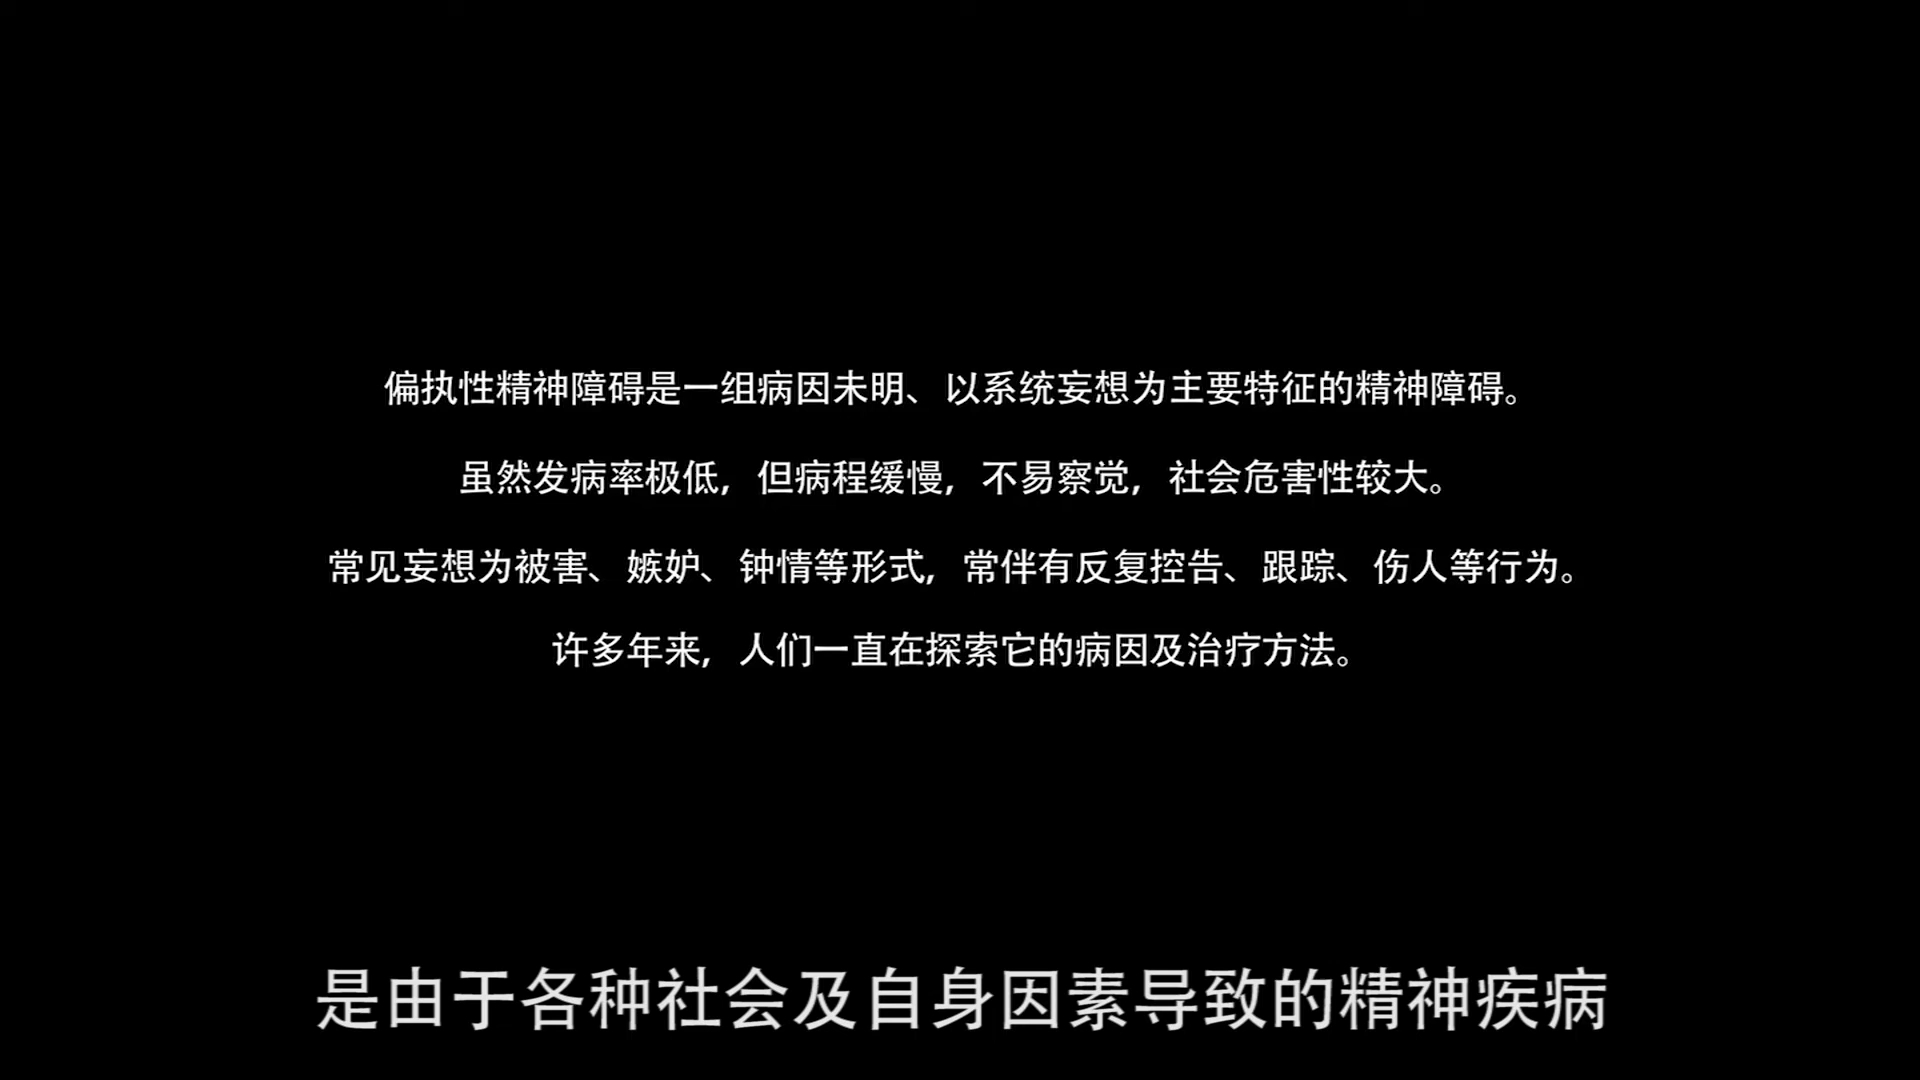 偏执性精神障碍是一组病因未明、以系统妄想为主要特征的精神障碍。
虽然发病率极低，但病程缓慢，不易察觉，社会危害性较大。
常见妄想为被害、嫉妒、钟情等形式，常伴有反复控告、跟踪、伤人等行为。
许多年来，人们一直在探索它的病因及治疗方法。
是由于各种社会及自身因素导致的精神疾病